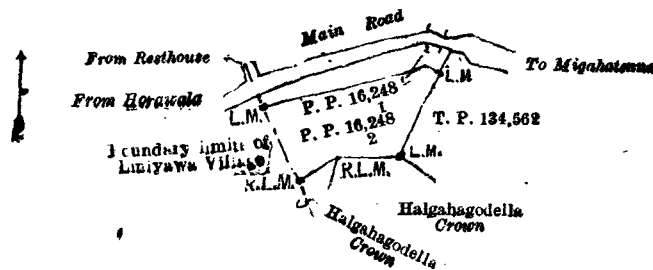 Main Road
From Resthouse
To Migahatenna
From Horawala
L.M.
P. P. 16,248
1
L.M.
P. P. 16,248
2
T. P. 134,562
Boundary limit of
Liniyawa Village
L.M.
R.L.M.
R.L.M.
Halgahagodella
Crown
Halgahagodella
Crown